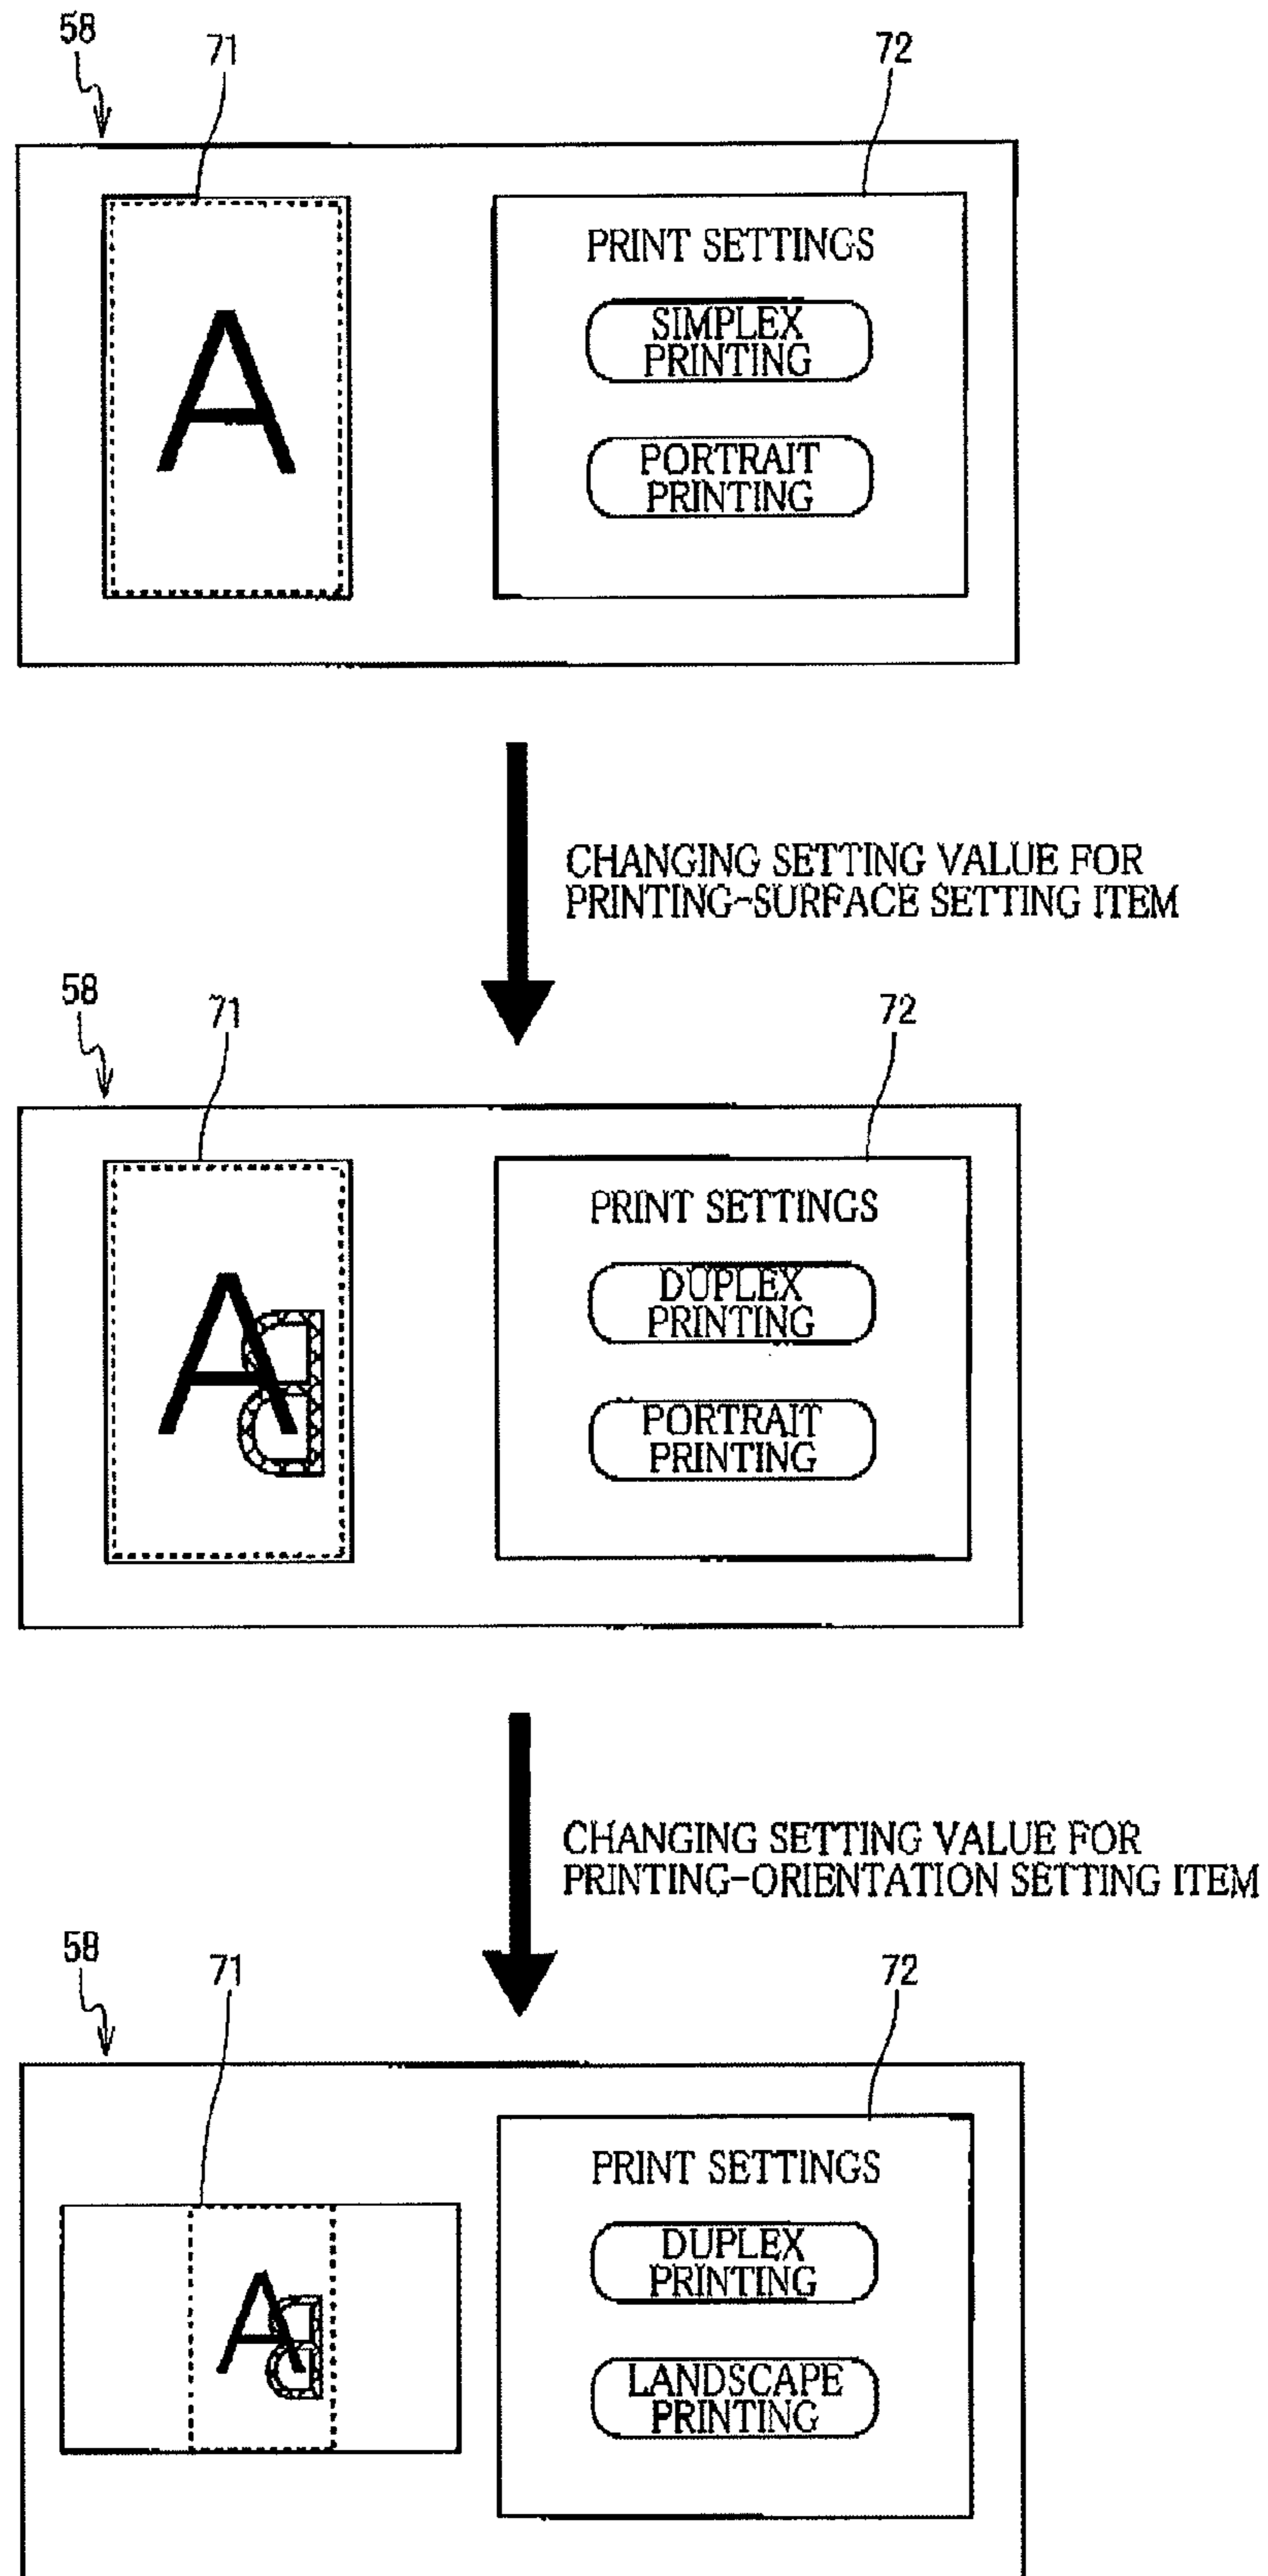 58
71
72
A
PRINT SETTINGS
SIMPLEX
PRINTING
PORTRAIT
PRINTING
CHANGING SETTING VALUE FOR
PRINTING-SURFACE SETTING ITEM
58
71
72
A
B
PRINT SETTINGS
DUPLEX
PRINTING
PORTRAIT
PRINTING
CHANGING SETTING VALUE FOR
PRINTING-ORIENTATION SETTING ITEM
58
71
72
A
B
PRINT SETTINGS
DUPLEX
PRINTING
LANDSCAPE
PRINTING